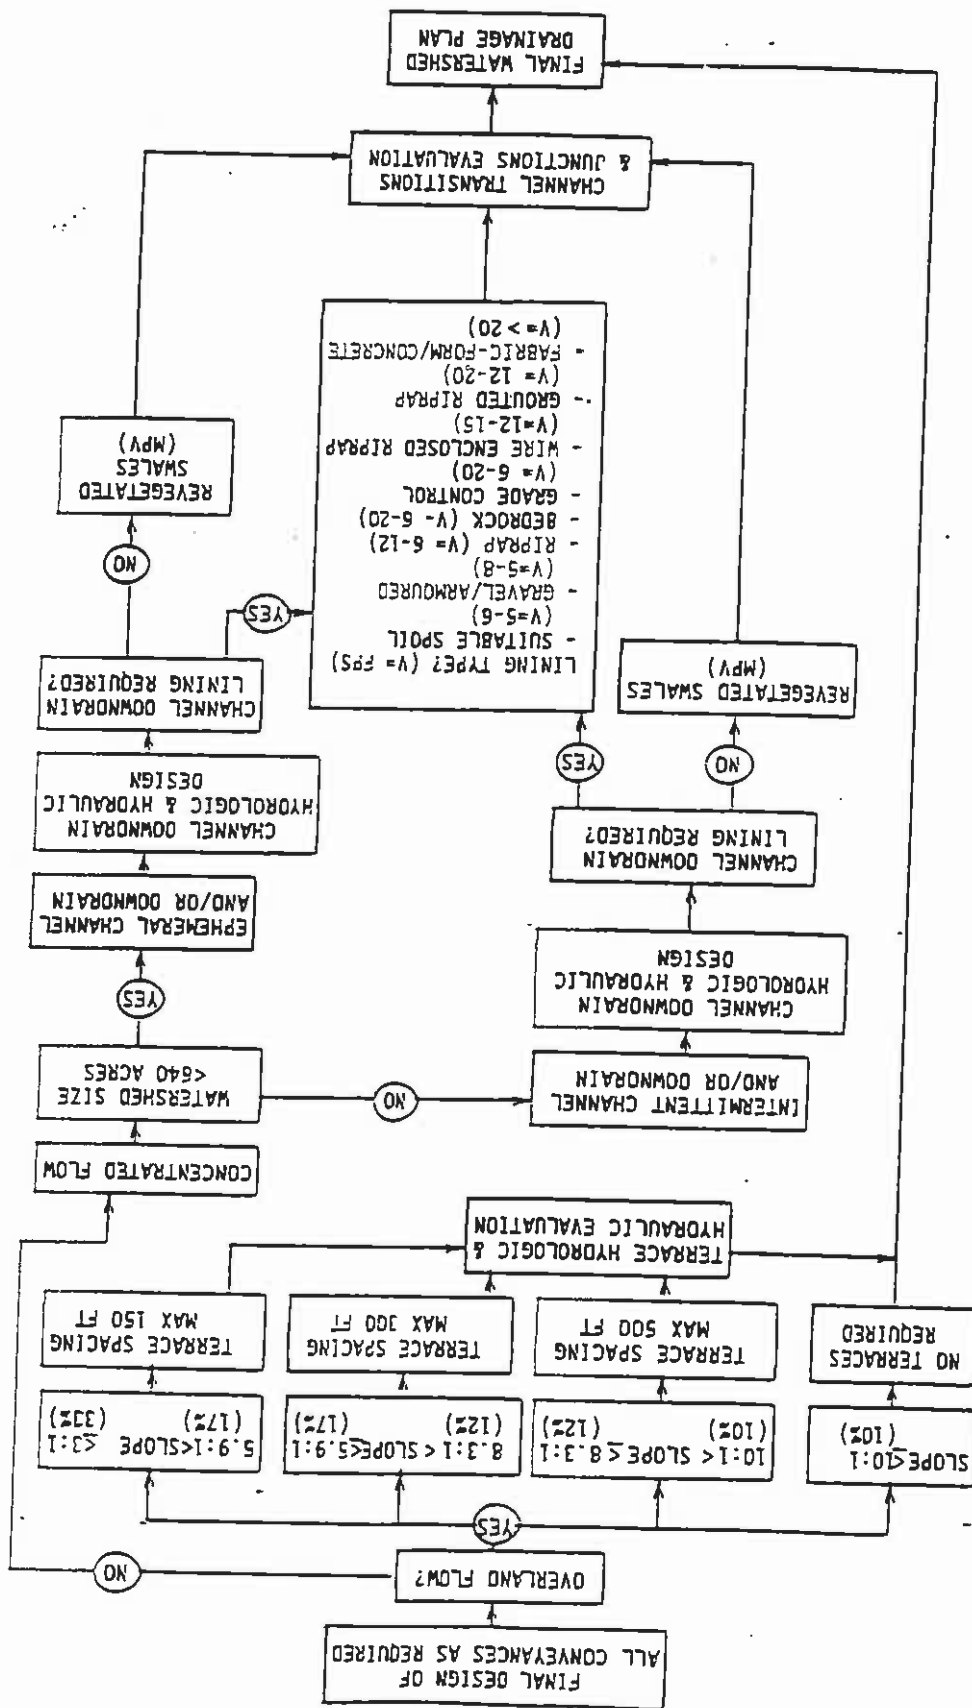 FINAL DESIGN OF
ALL CONVEYANCES AS REQUIRED
OVERLAND FLOW?
NO
YES
SLOPE≤10:1
(10%)
10:1< SLOPE ≤ 8.3:1
(10%) (12%)
8.3:1 < SLOPE≤5.9:1
(12%) (17%)
5.9:1<SLOPE ≤3:1
(17%) (33%)
NO TERRACES
REQUIRED
TERRACE SPACING
MAX 500 FT
TERRACE SPACING
MAX 300 FT
TERRACE SPACING
MAX 150 FT
TERRACE HYDROLOGIC &
HYDRAULIC EVALUATION
CONCENTRATED FLOW
WATERSHED SIZE
<640 ACRES
NO
YES
INTERMITTENT CHANNEL
AND/OR DOWNDRAIN
EPHEMERAL CHANNEL
AND/OR DOWNDRAIN
CHANNEL DOWNDRAIN
HYDROLOGIC & HYDRAULIC
DESIGN
CHANNEL DOWNDRAIN
HYDROLOGIC & HYDRAULIC
DESIGN
CHANNEL DOWNDRAIN
LINING REQUIRED?
CHANNEL DOWNDRAIN
LINING REQUIRED?
NO
YES
YES
NO
REVEGETATED SWALES
(MPV)
LINING TYPE? (V= FPS)
- SUITABLE SPOIL
(V=5-6)
- GRAVEL/ARMOURED
(V=5-8)
- RIPRAP (V= 6-12)
- BEDROCK (V- 6-20)
- GRADE CONTROL
(V= 6-20)
- WIRE ENCLOSED RIPRAP
(V=12-15)
- GROUTED RIPRAP
(V= 12-20)
- FABRIC-FORM/CONCRETE
(V= > 20)
REVEGETATED
SWALES
(MPV)
CHANNEL TRANSITIONS
& JUNCTIONS EVALUATION
FINAL WATERSHED
DRAINAGE PLAN